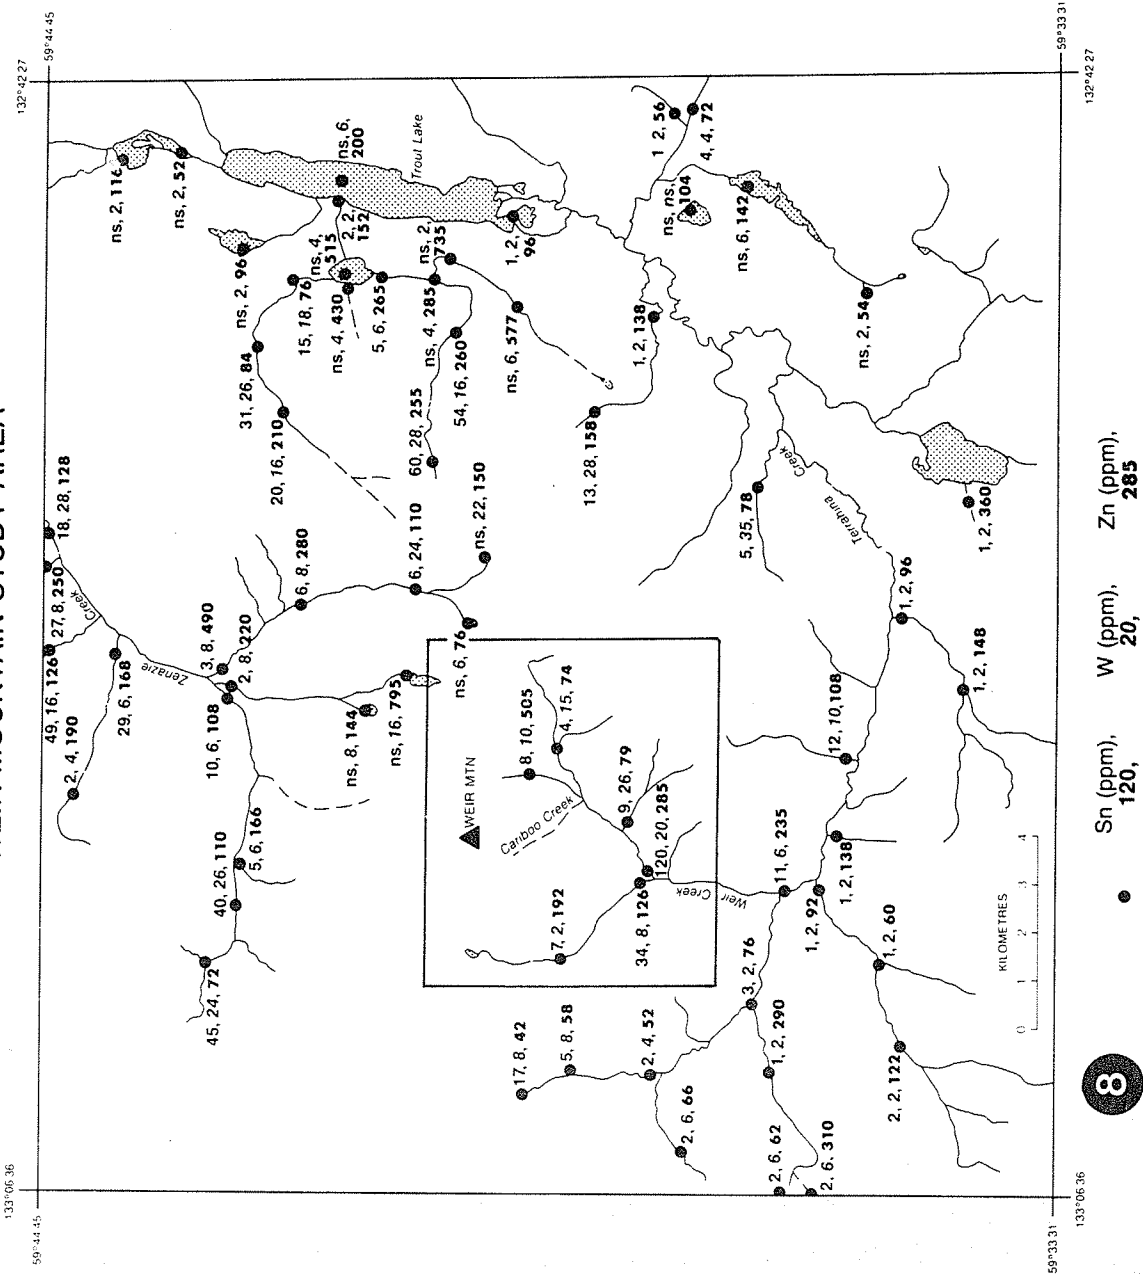 MOUNTAIN STUDY AREA
133°06 36
132°42 27
59°44 45
59°44 45
49, 16, 126
27, 8, 250
18, 28, 128
Creek
Zenazie
2, 4, 190
29, 6, 168
3, 8, 490
2, 8, 220
10, 6, 108
6, 8, 280
45, 24, 72
40, 26, 110
5, 6, 166
ns, 8, 144
ns, 16, 795
ns, 6, 76
6, 24, 110
ns, 22, 150
20, 16, 210
31, 26, 84
15, 18, 76
ns, 2, 96
ns, 2, 116
ns, 2, 52
ns, 4,
515
ns, 4, 430
2, 2,
152
ns, 6,
200
Trout Lake
5, 6, 265
ns, 4, 285
ns, 2,
735
60, 28, 255
54, 16, 260
ns, 6, 577
1, 2,
96
WEIR MTN
Cariboo Creek
8, 10, 505
4, 15, 74
9, 26, 79
120, 20, 285
7, 2, 192
34, 8, 126
Weir Creek
17, 8, 42
5, 8, 58
2, 4, 52
2, 6, 66
3, 2, 76
1, 2, 290
2, 6, 62
2, 6, 310
11, 6, 235
1, 2, 92
1, 2, 138
1, 2, 60
2, 2, 122
12, 10, 108
1, 2, 96
1, 2, 148
13, 28, 158
1, 2, 138
5, 35, 78
Terrahina
Creek
1, 2, 360
1 2, 56
4, 4, 72
ns, ns,
104
ns, 6, 142
ns, 2, 54
KILOMETRES
0 1 2 3 4
59°33 31
59°33 31
133°06 36
132°42 27
8
Sn (ppm), W (ppm), Zn (ppm),
120, 20, 285